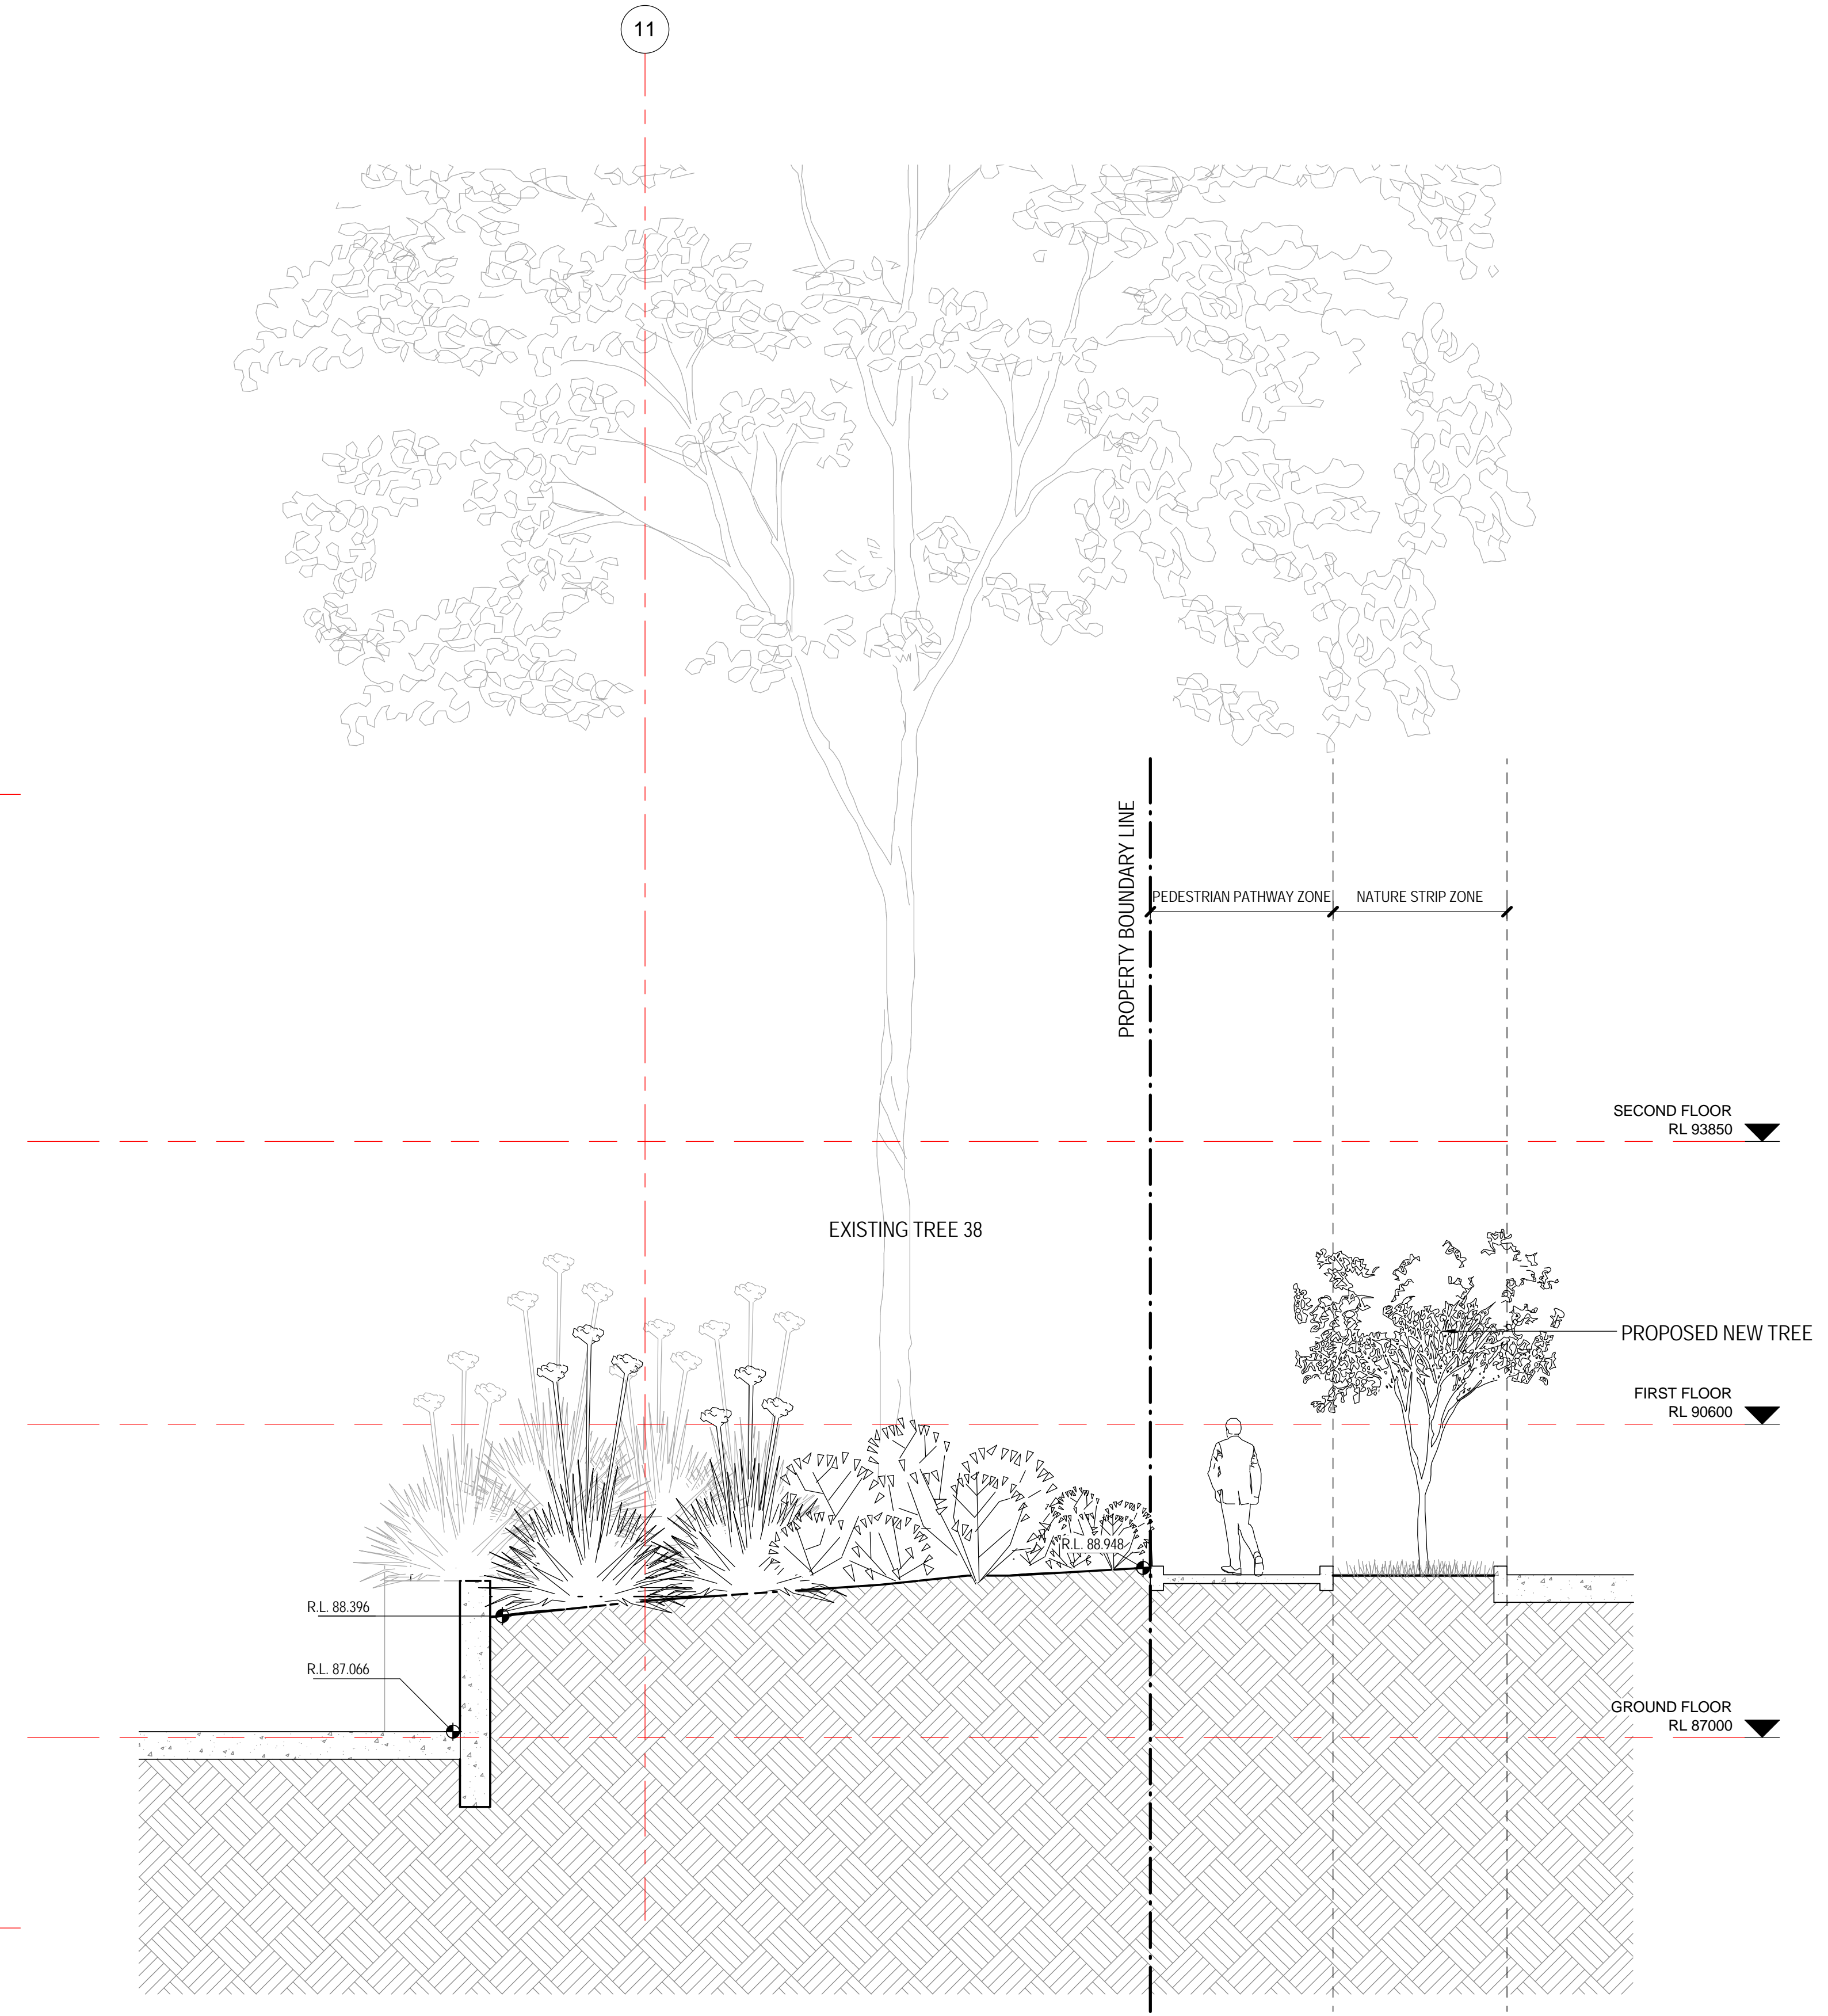 11
PROPERTY BOUNDARY LINE
PEDESTRIAN PATHWAY ZONE
NATURE STRIP ZONE
SECOND FLOOR
RL 93850
EXISTING TREE 38
PROPOSED NEW TREE
FIRST FLOOR
RL 90600
R.L. 88.948
R.L. 88.396
R.L. 87.066
GROUND FLOOR
RL 87000